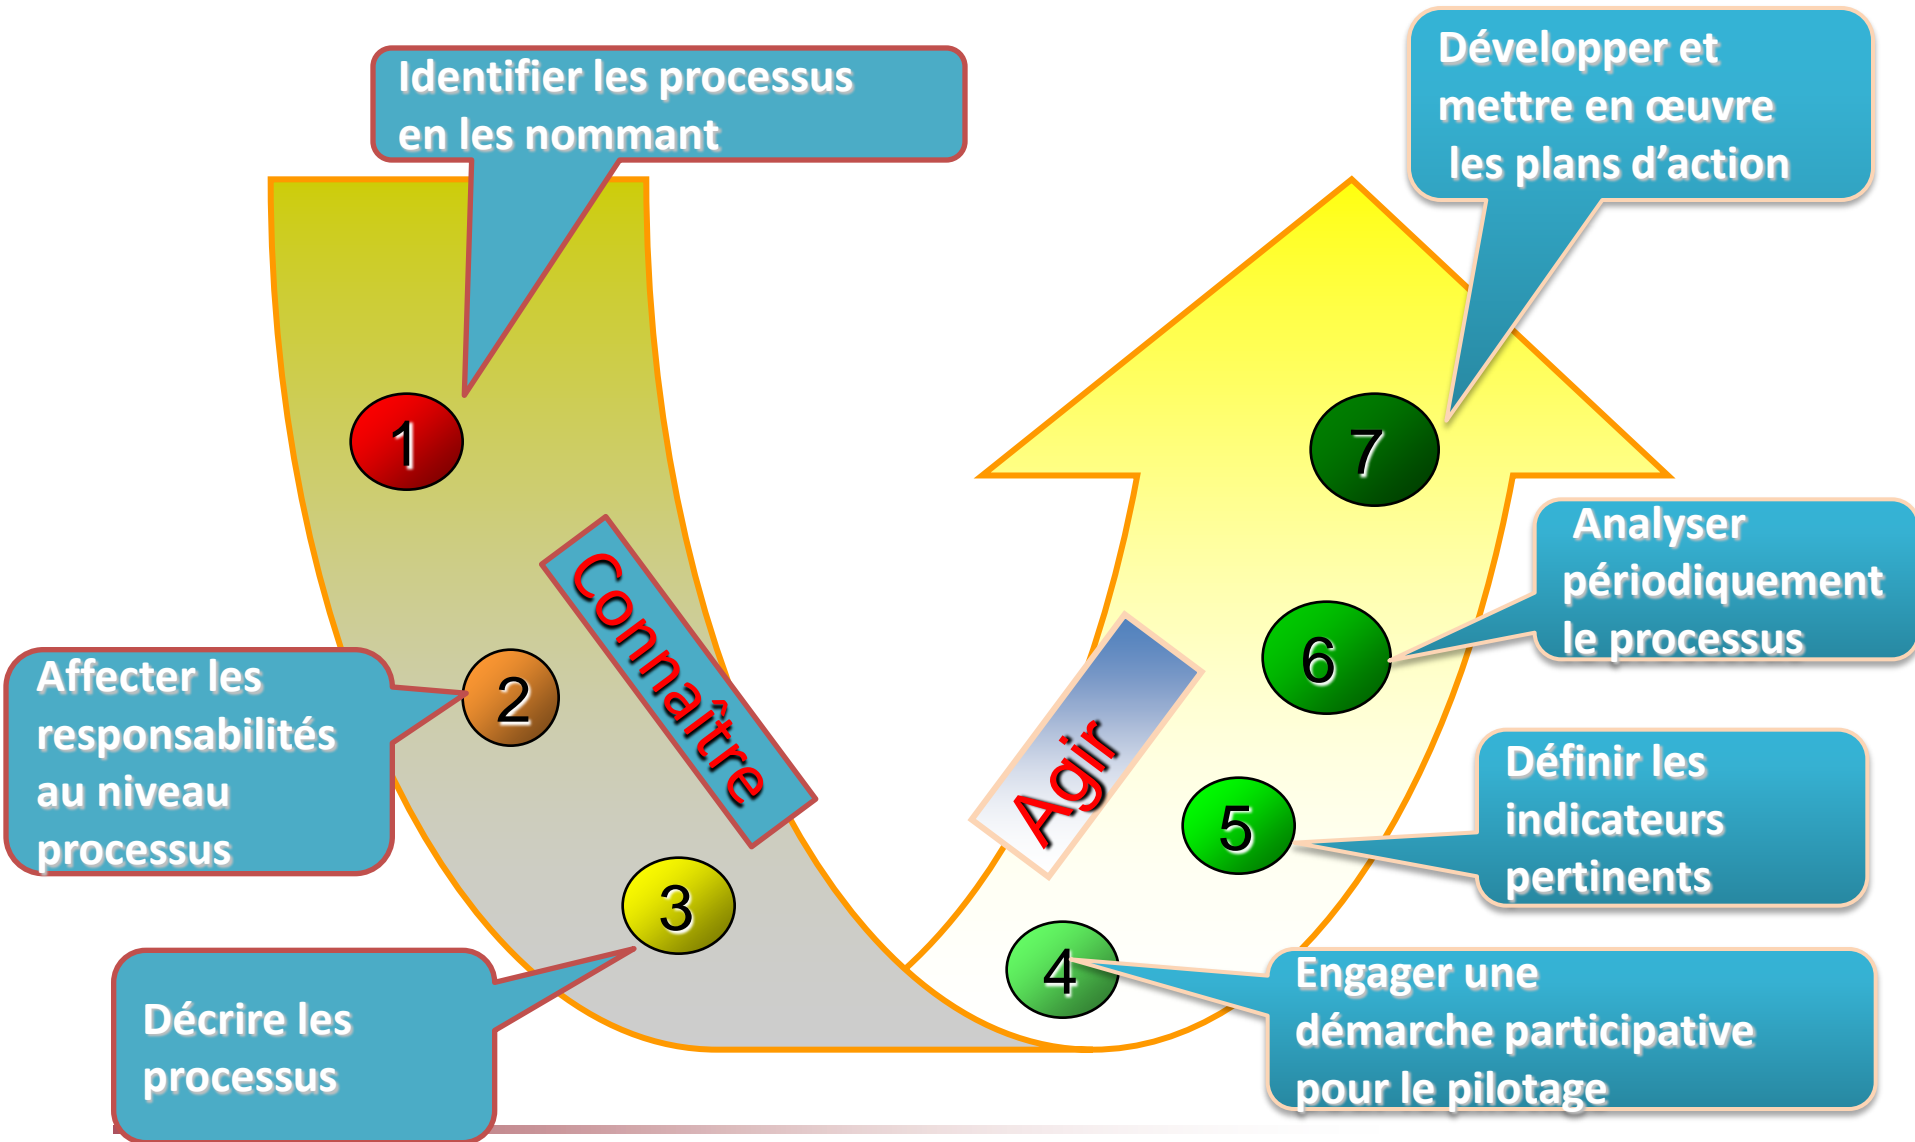 Identifier les processus
en les nommant
1
Affecter les
responsabilités
au niveau
processus
2
Connaître
Décrire les
processus
3
Engager une
démarche participative
pour le pilotage
4
Agir
Définir les
indicateurs
pertinents
5
Analyser
périodiquement
le processus
6
Développer et
mettre en œuvre
les plans d’action
7